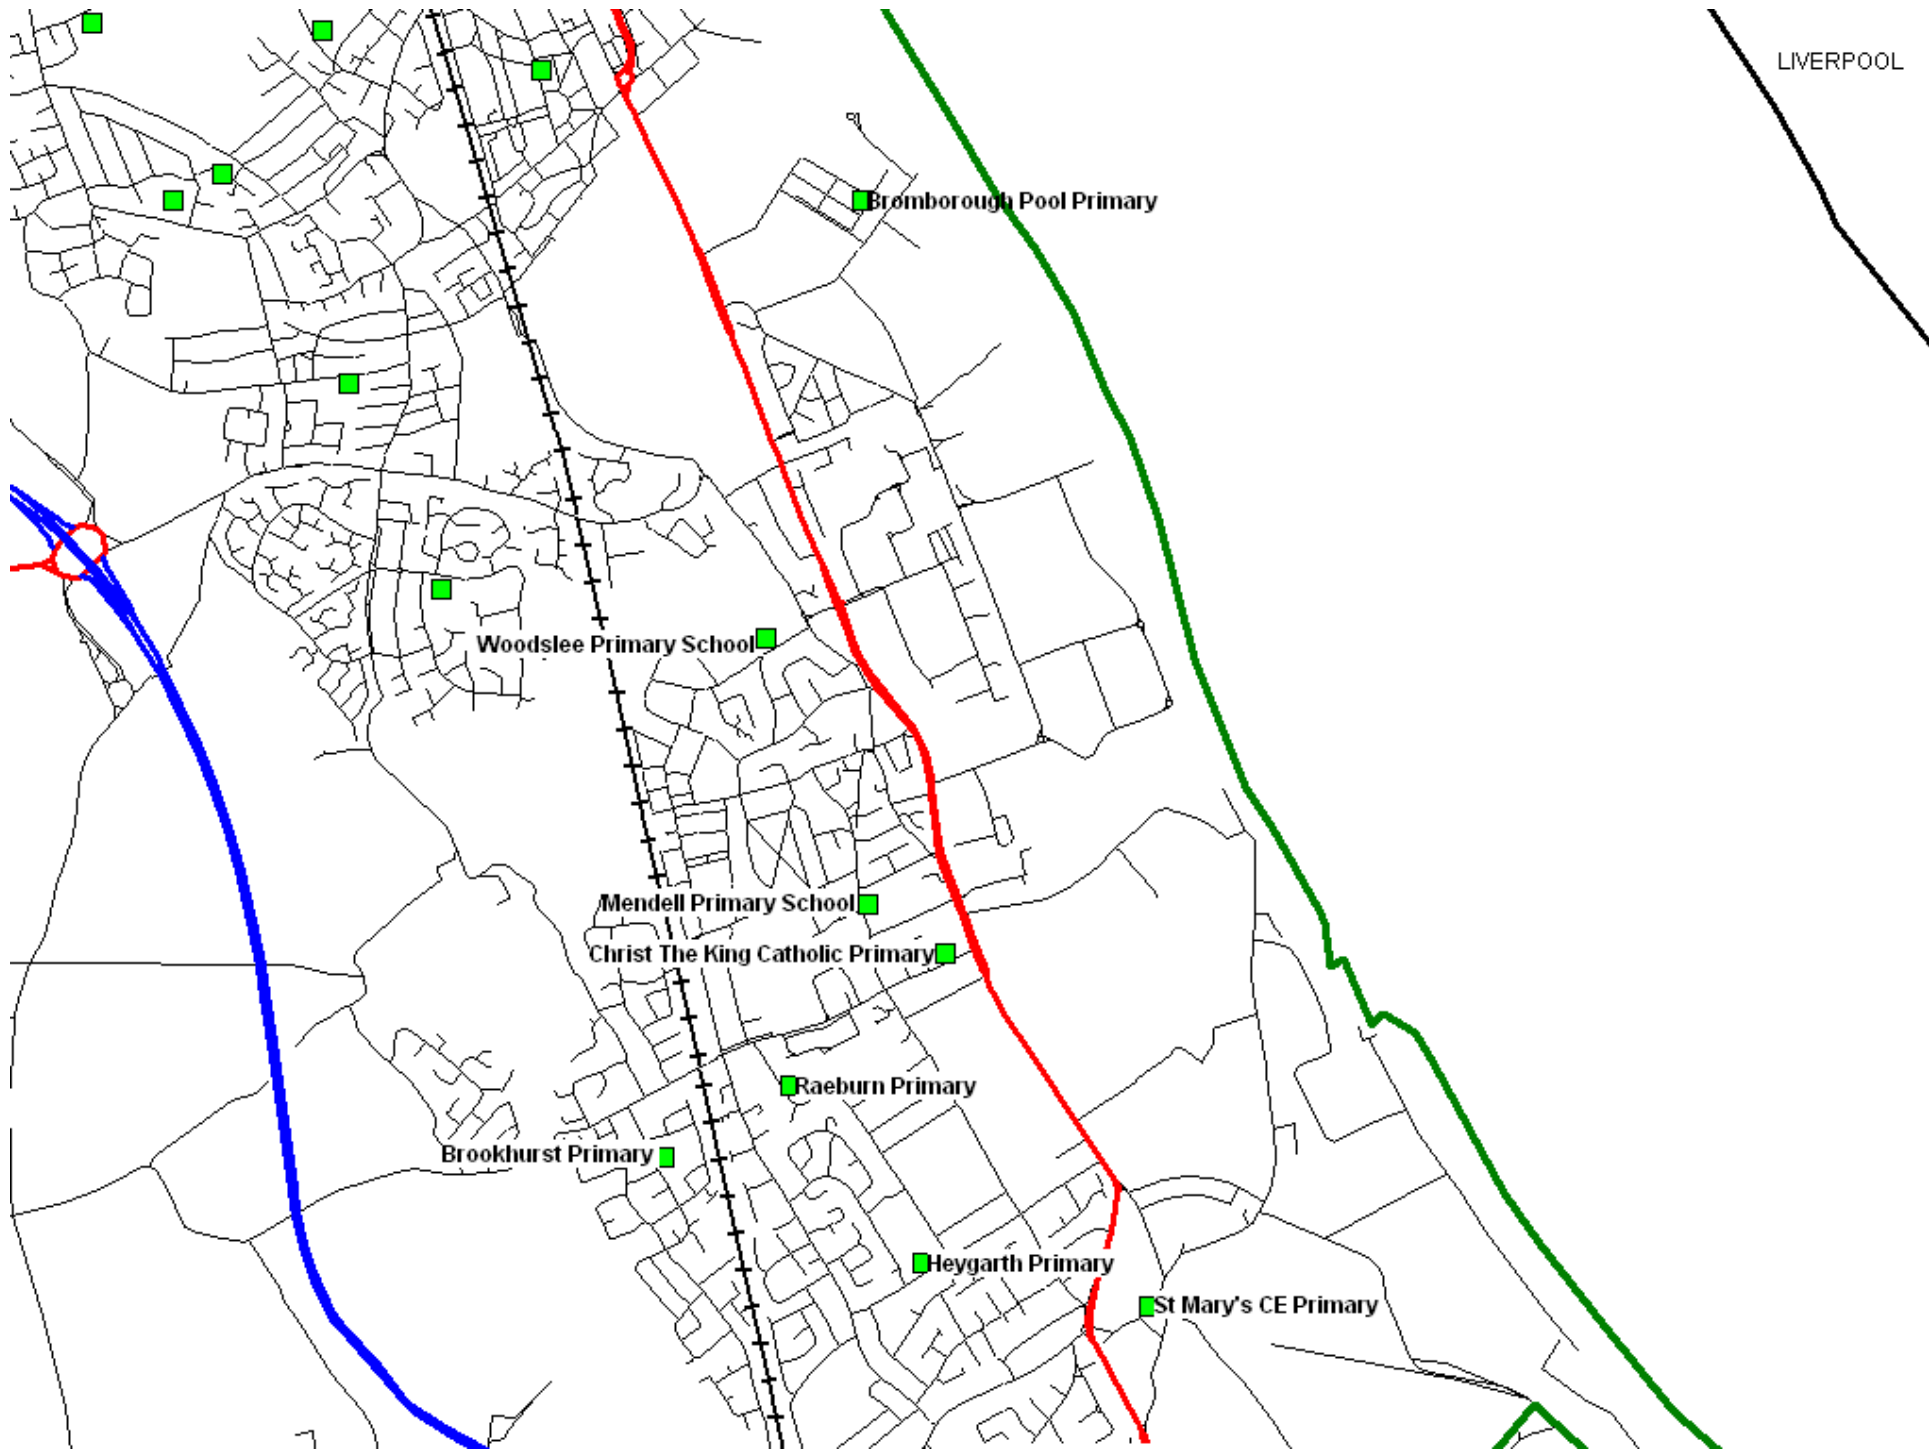 LIVERPOOL
Bromborough Pool Primary
Woodslee Primary School
Mendell Primary School
Christ The King Catholic Primary
Raeburn Primary
Brookhurst Primary
Heygarth Primary
St Mary's CE Primary